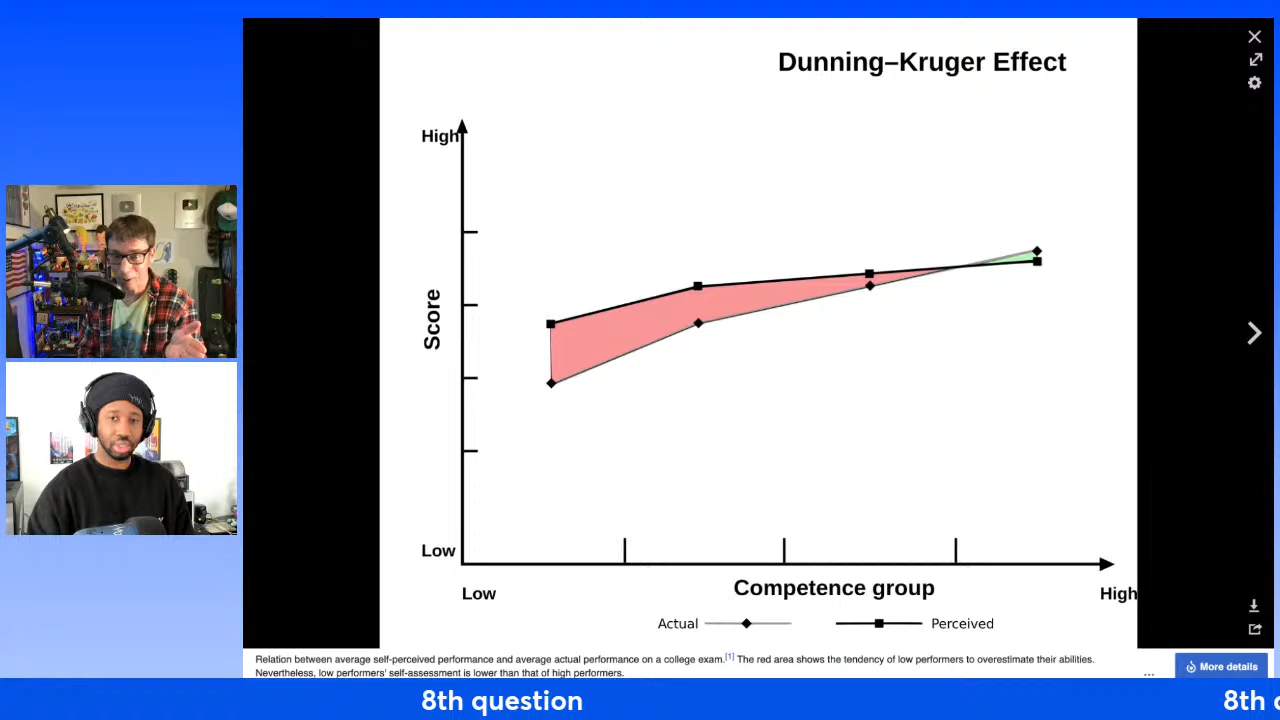 Dunning–Kruger Effect
High
Score
Low
Low
Competence group
High
Actual
Perceived
Relation between average self-perceived performance and average actual performance on a college exam.[1] The red area shows the tendency of low performers to overestimate their abilities.
Nevertheless, low performers' self-assessment is lower than that of high performers.
...
More details
8th question
8th c